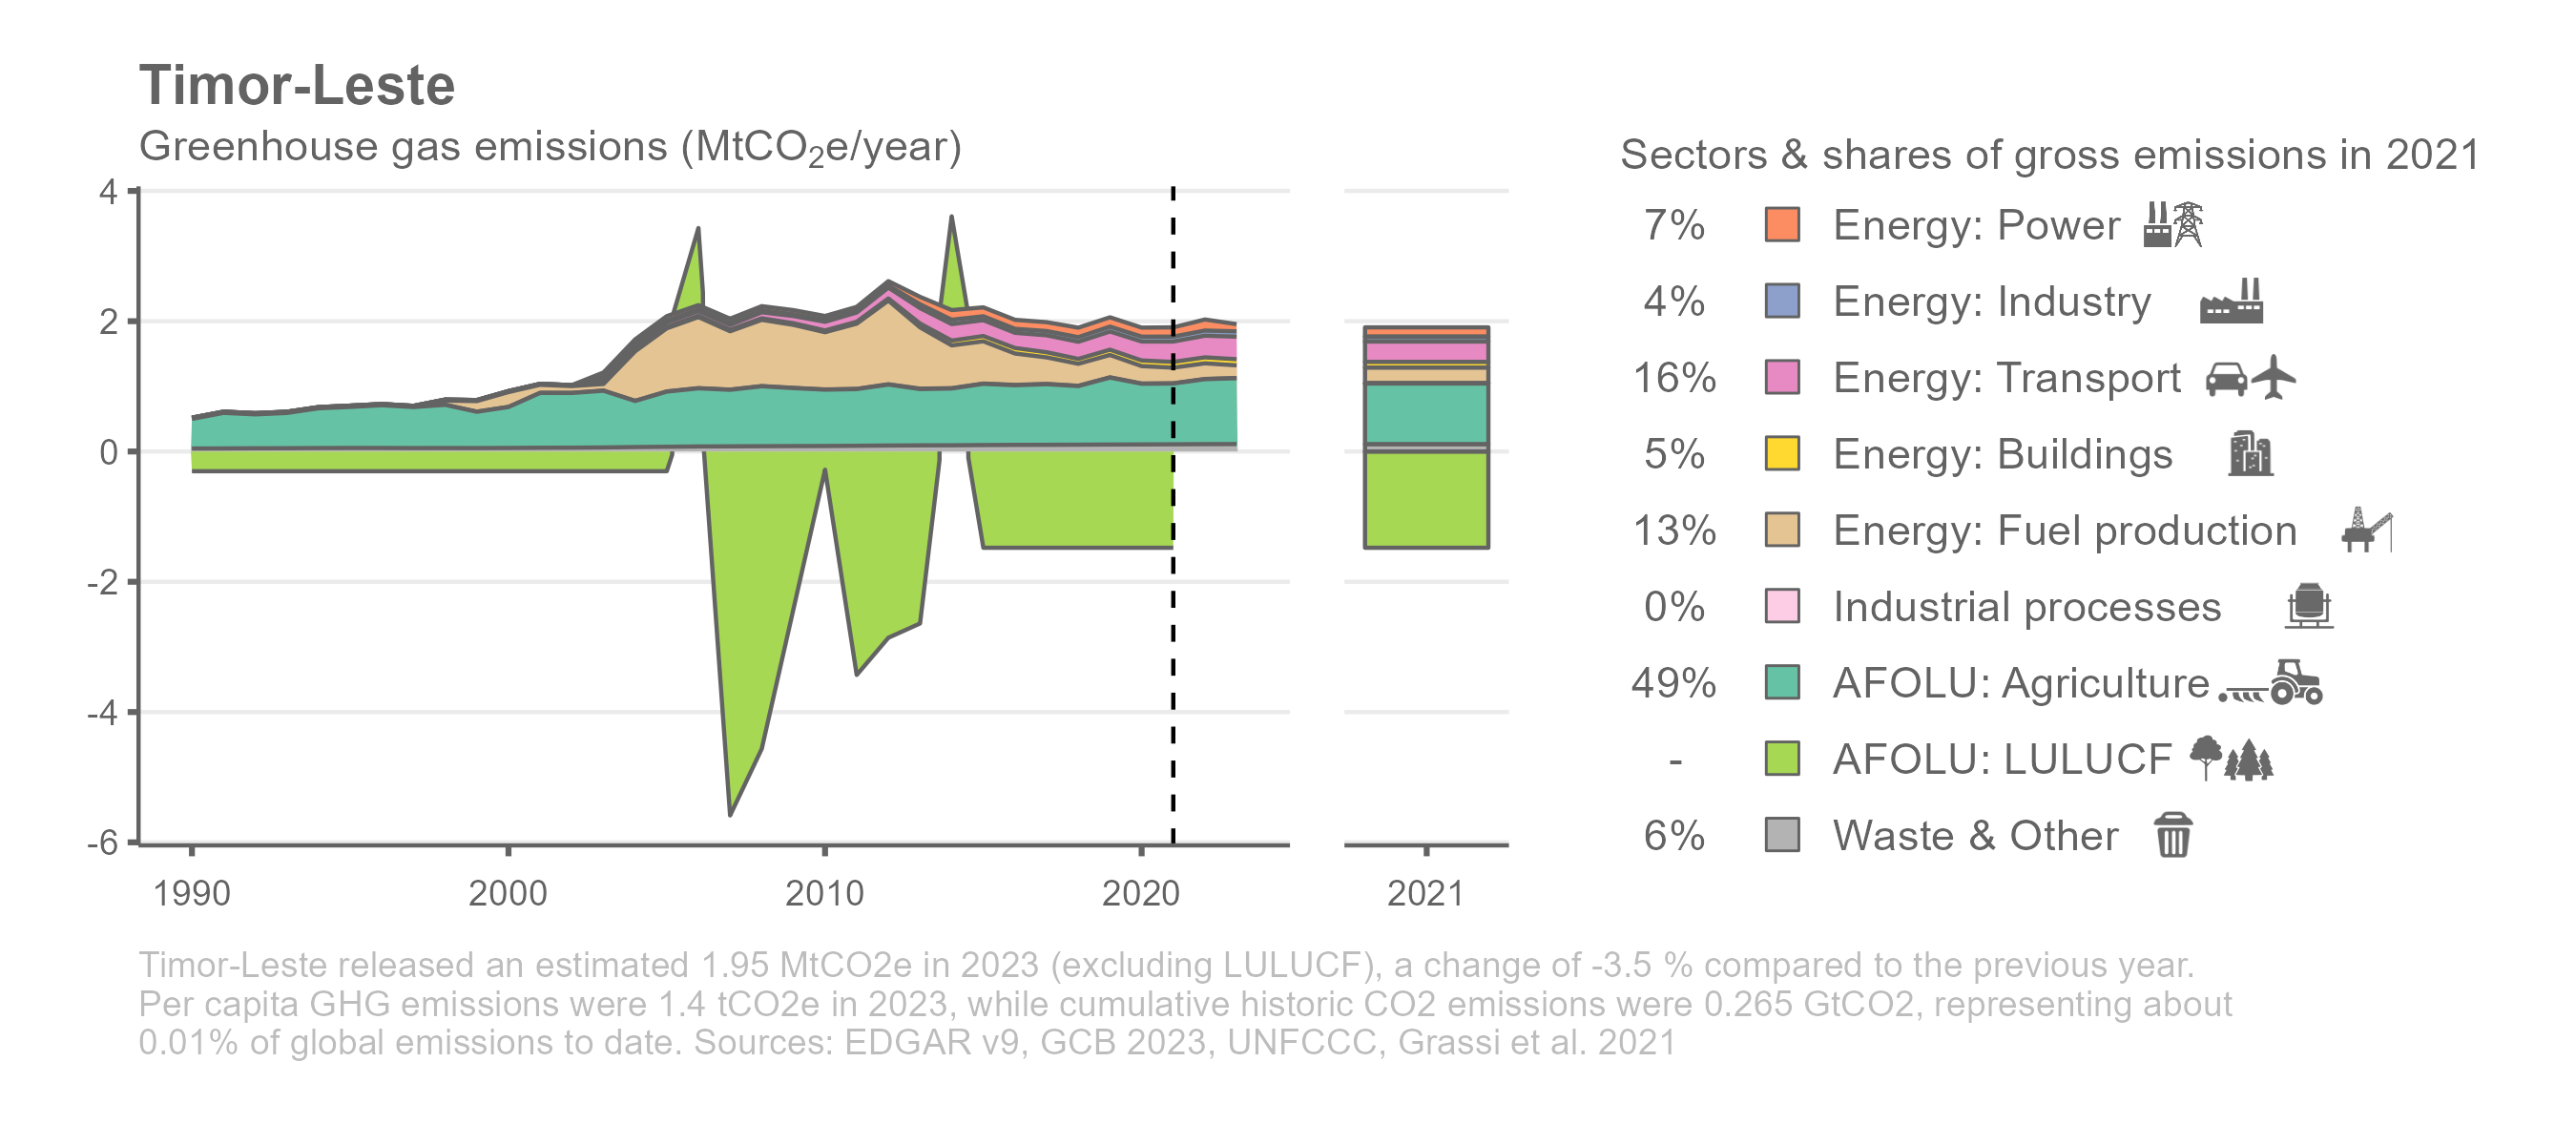 Timor-Leste
Greenhouse gas emissions (MtCO₂e/year)
4
2
0
-2
-4
-6
1990 2000 2010 2020
2021
Sectors & shares of gross emissions in 2021
7% Energy: Power
4% Energy: Industry
16% Energy: Transport
5% Energy: Buildings
13% Energy: Fuel production
0% Industrial processes
49% AFOLU: Agriculture
- AFOLU: LULUCF
6% Waste & Other
Timor-Leste released an estimated 1.95 MtCO2e in 2023 (excluding LULUCF), a change of -3.5 % compared to the previous year.
Per capita GHG emissions were 1.4 tCO2e in 2023, while cumulative historic CO2 emissions were 0.265 GtCO2, representing about
0.01% of global emissions to date. Sources: EDGAR v9, GCB 2023, UNFCCC, Grassi et al. 2021